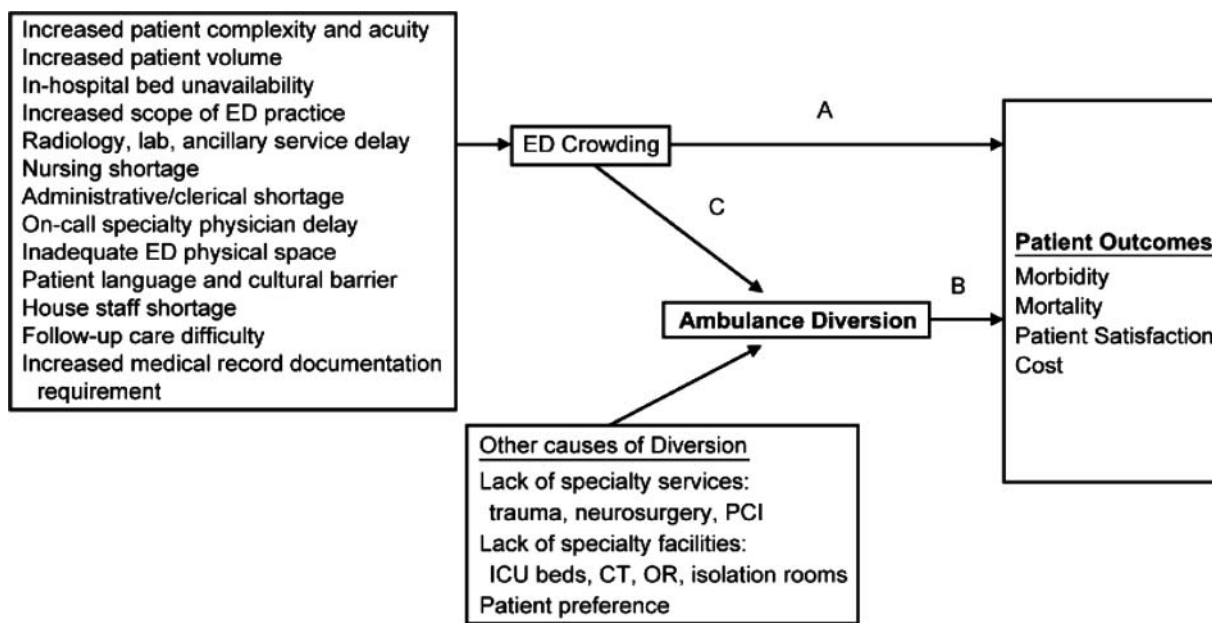 Increased patient complexity and acuity
Increased patient volume
In-hospital bed unavailability
Increased scope of ED practice
Radiology, lab, ancillary service delay
Nursing shortage
Administrative/clerical shortage
On-call specialty physician delay
Inadequate ED physical space
Patient language and cultural barrier
House staff shortage
Follow-up care difficulty
Increased medical record documentation
requirement
ED Crowding
A
C
Ambulance Diversion
B
Other causes of Diversion
Lack of specialty services:
trauma, neurosurgery, PCI
Lack of specialty facilities:
ICU beds, CT, OR, isolation rooms
Patient preference
Patient Outcomes
Morbidity
Mortality
Patient Satisfaction
Cost